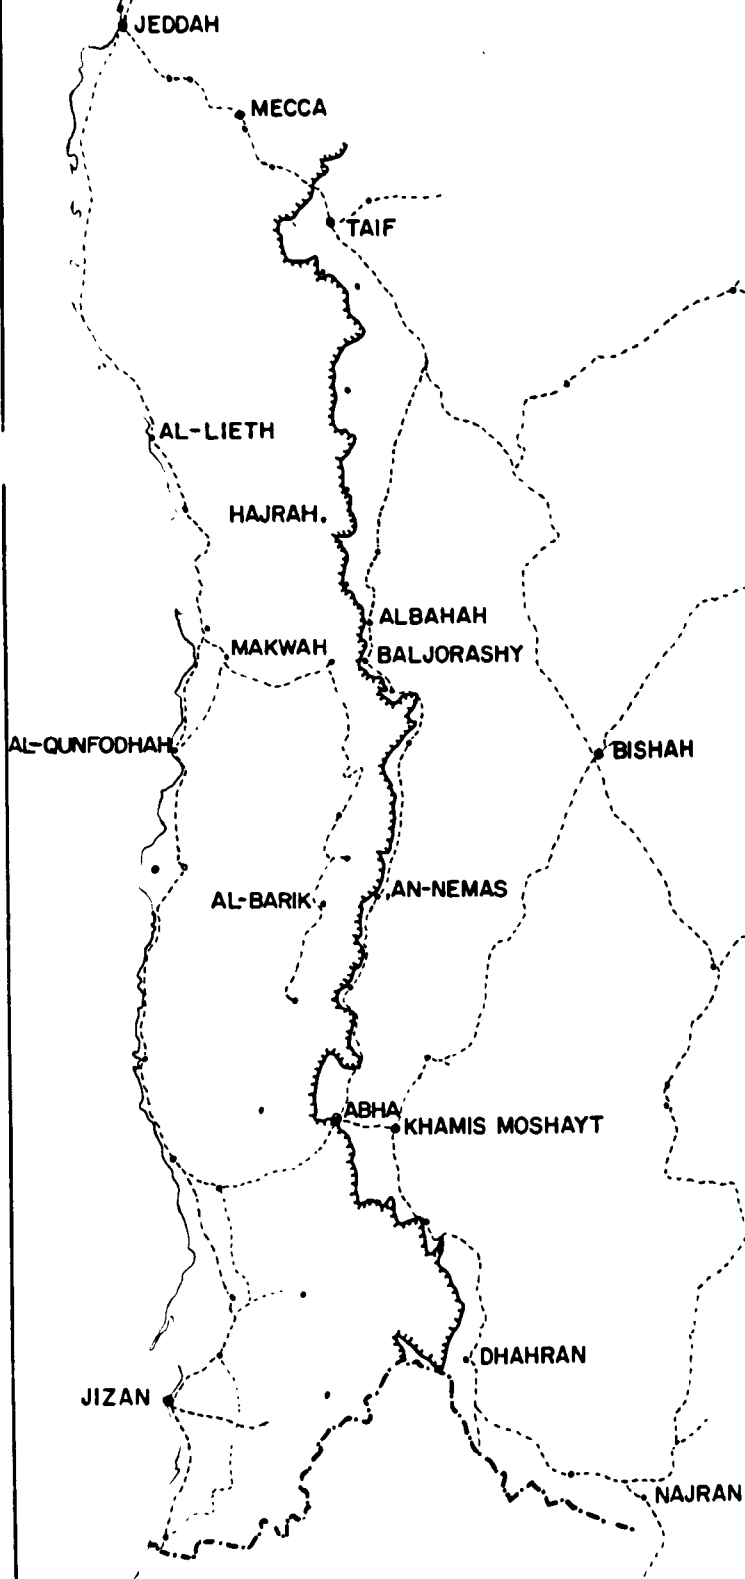 JEDDAH
MECCA
TAIF
AL-LIETH
HAJRAH
ALBAHAH
MAKWAH
BALJORASHY
AL-QUNFODHAH
BISHAH
AL-BARIK
AN-NEMAS
ABHA
KHAMIS MOSHAYT
DHAHRAN
JIZAN
NAJRAN